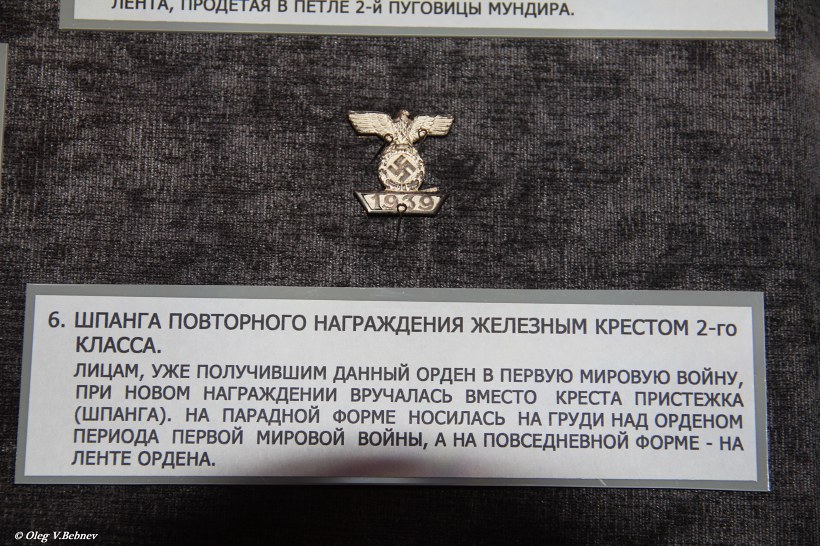 ЛЕНТА, ПРОДЕТАЯ В ПЕТЛЕ 2-й ПУГОВИЦЫ МУНДИРА.
1939
6. ШПАНГА ПОВТОРНОГО НАГРАЖДЕНИЯ ЖЕЛЕЗНЫМ КРЕСТОМ 2-го
КЛАССА.
ЛИЦАМ, УЖЕ ПОЛУЧИВШИМ ДАННЫЙ ОРДЕН В ПЕРВУЮ МИРОВУЮ ВОЙНУ,
ПРИ НОВОМ НАГРАЖДЕНИИ ВРУЧАЛАСЬ ВМЕСТО КРЕСТА ПРИСТЕЖКА
(ШПАНГА). НА ПАРАДНОЙ ФОРМЕ НОСИЛАСЬ НА ГРУДИ НАД ОРДЕНОМ
ПЕРИОДА ПЕРВОЙ МИРОВОЙ ВОЙНЫ, А НА ПОВСЕДНЕВНОЙ ФОРМЕ - НА
ЛЕНТЕ ОРДЕНА.
© Oleg V.Bebnev